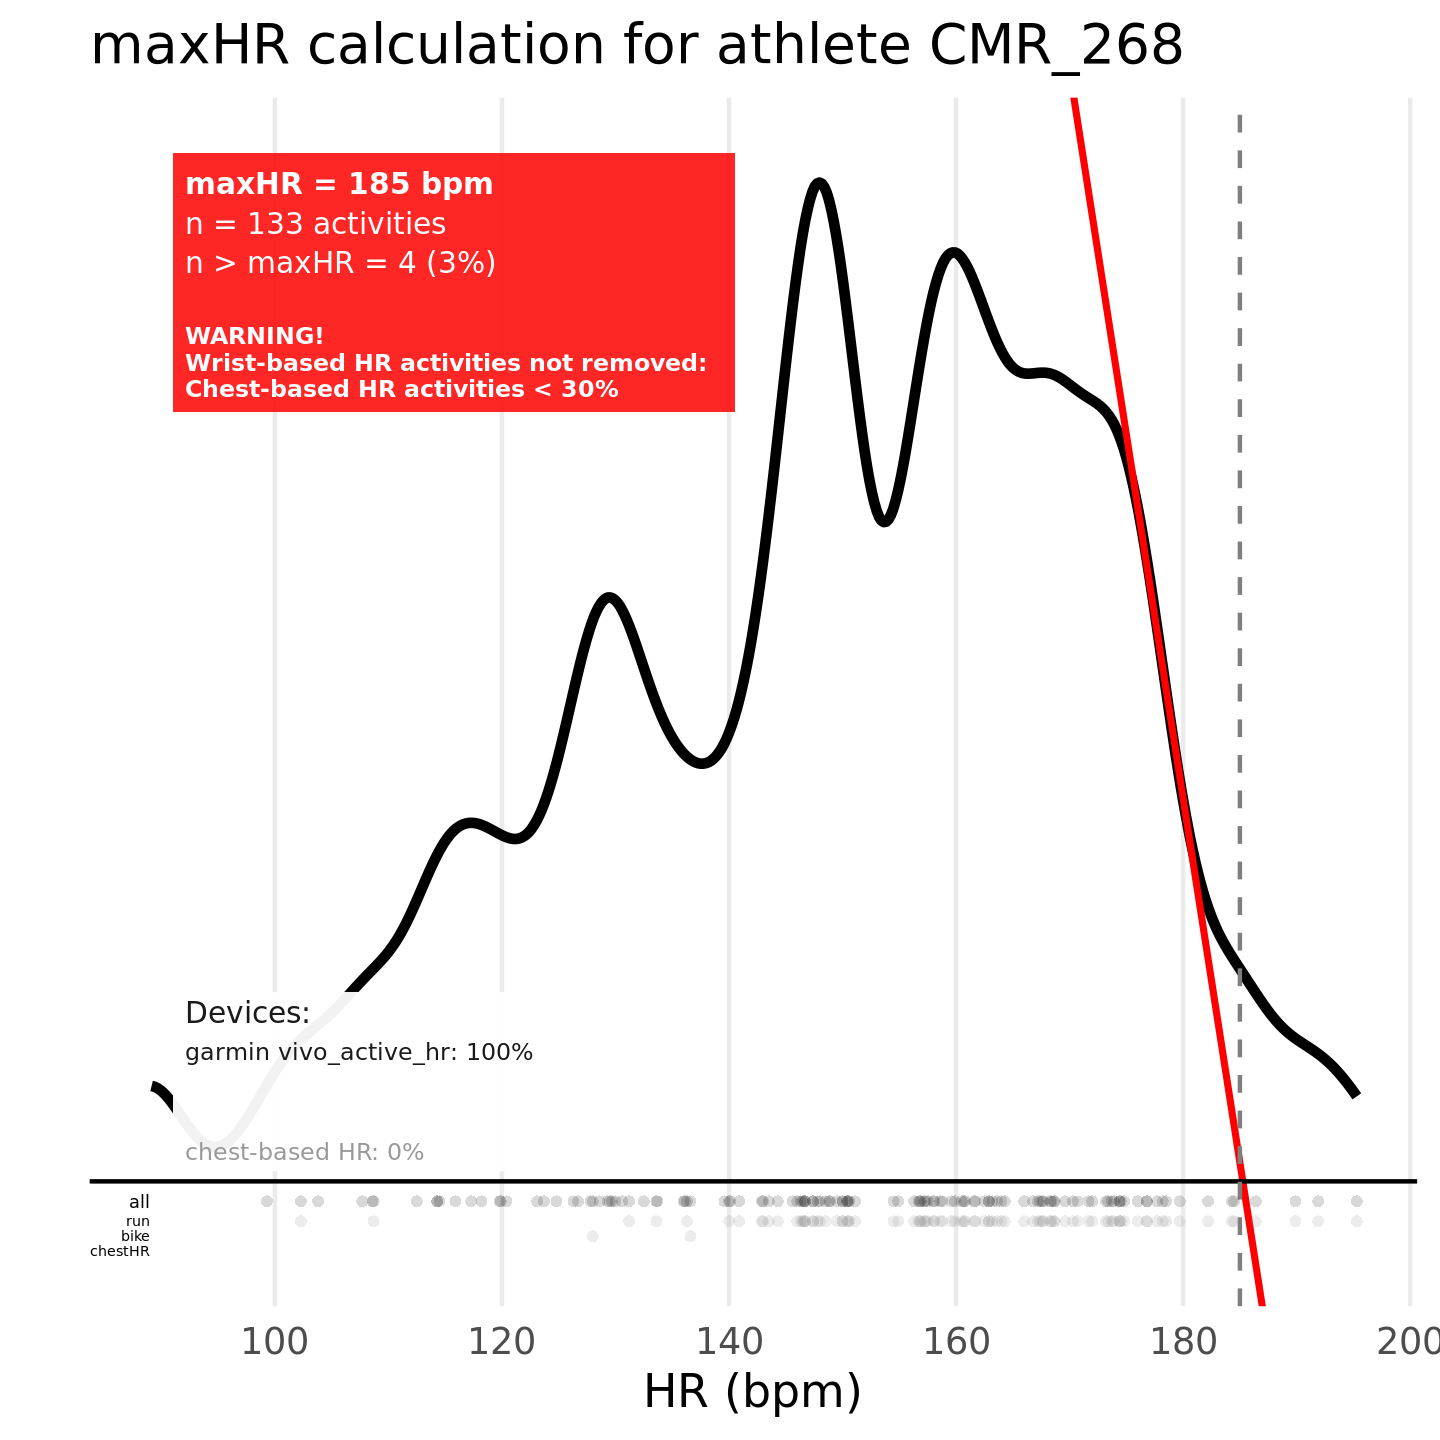 maxHR calculation for athlete CMR_268
maxHR = 185 bpm
n = 133 activities
n > maxHR = 4 (3%)
WARNING!
Wrist-based HR activities not removed:
Chest-based HR activities < 30%
Devices:
garmin vivo_active_hr: 100%
chest-based HR: 0%
all
run
bike
chestHR
100 120 140 160 180 200
HR (bpm)